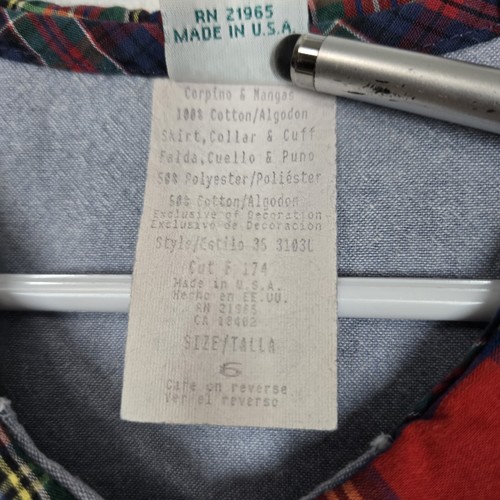 RN 21965
MADE IN U.S.A.
Corpino & Mangas
100% Cotton/Algodon
Skirt,Collar & Cuff
Falda,Cuello & Puno
50% Polyester/Poliéster
50% Cotton/Algodon
Exclusive of Decoration
Exclusivo de Decoracion
Style/Estilo 36 3103L
Cut F 174
Made in U.S.A.
Hecho en EE.UU.
RN 21965
CA 18402
SIZE/TALLA
6
Care on reverse
Ver el reverso